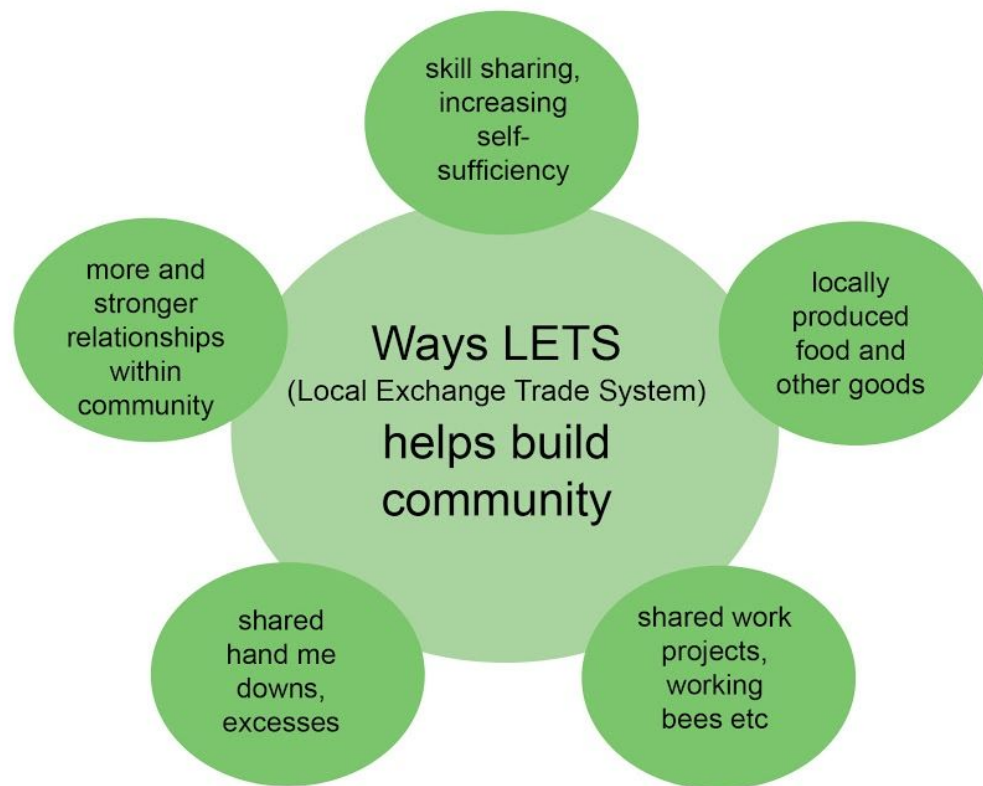 skill sharing,
increasing
self-
sufficiency
more and
stronger
relationships
within
community
locally
produced
food and
other goods
Ways LETS
(Local Exchange Trade System)
helps build
community
shared
hand me
downs,
excesses
shared work
projects,
working
bees etc